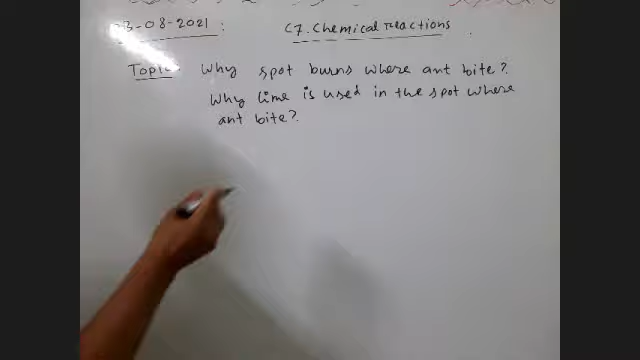 3-08-2021 : C7. Chemical Reactions
Topic: Why spot burns where ant bite?
Why lime is used in the spot where
ant bite?